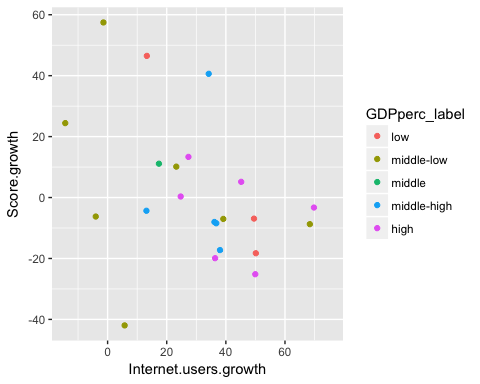 60
40
20
0
-20
-40
Score.growth
0
20
40
60
Internet.users.growth
GDPperc_label
low
middle-low
middle
middle-high
high